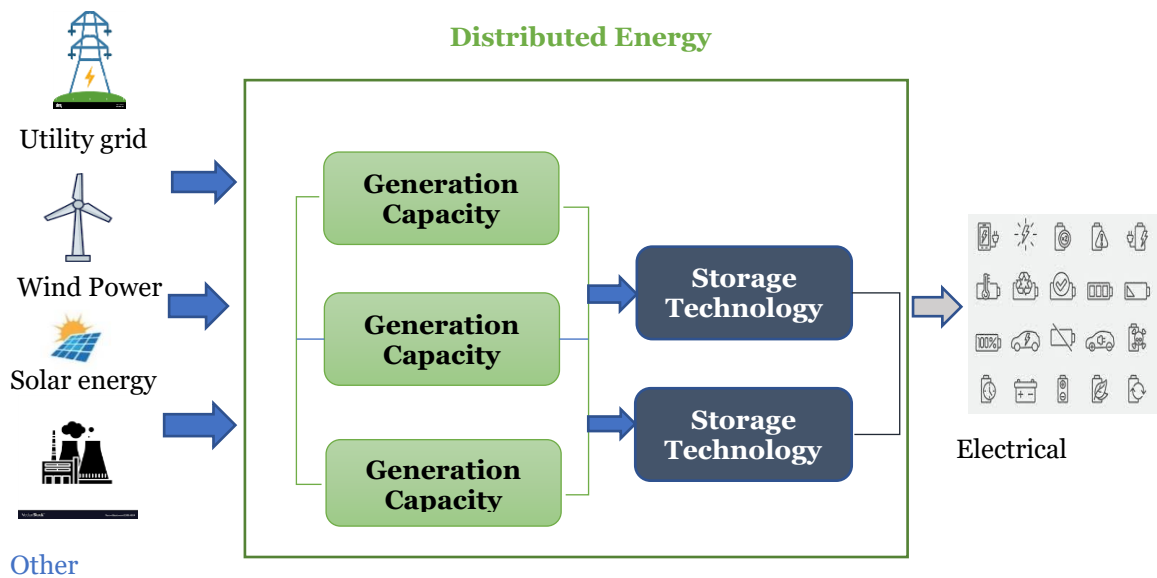 Distributed Energy
Utility grid
Wind Power
Solar energy
Other
Generation
Capacity
Generation
Capacity
Generation
Capacity
Storage
Technology
Storage
Technology
100%
Electrical